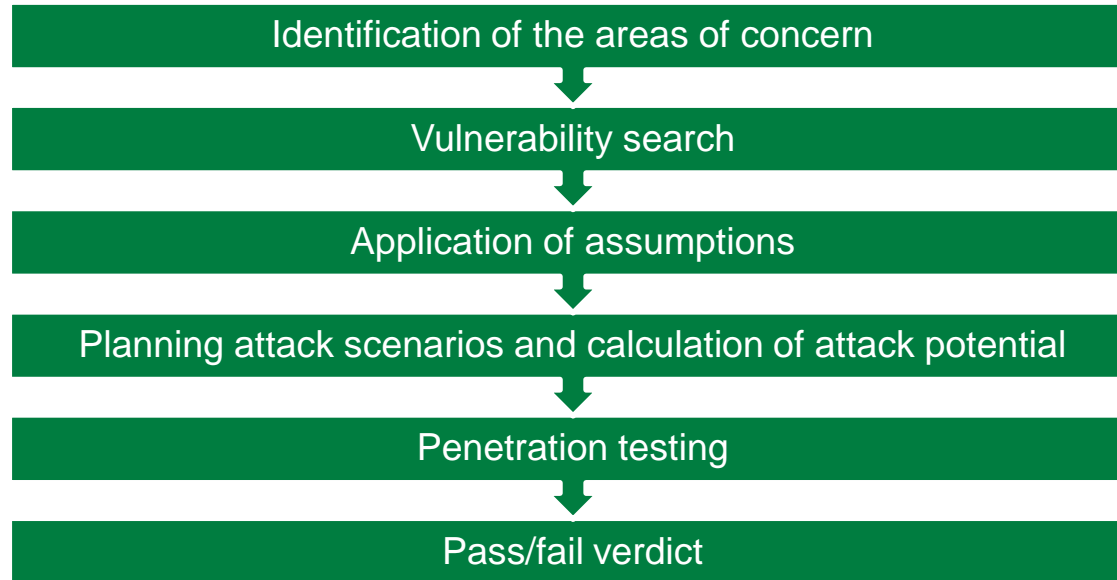 Identification of the areas of concern
Vulnerability search
Application of assumptions
Planning attack scenarios and calculation of attack potential
Penetration testing
Pass/fail verdict